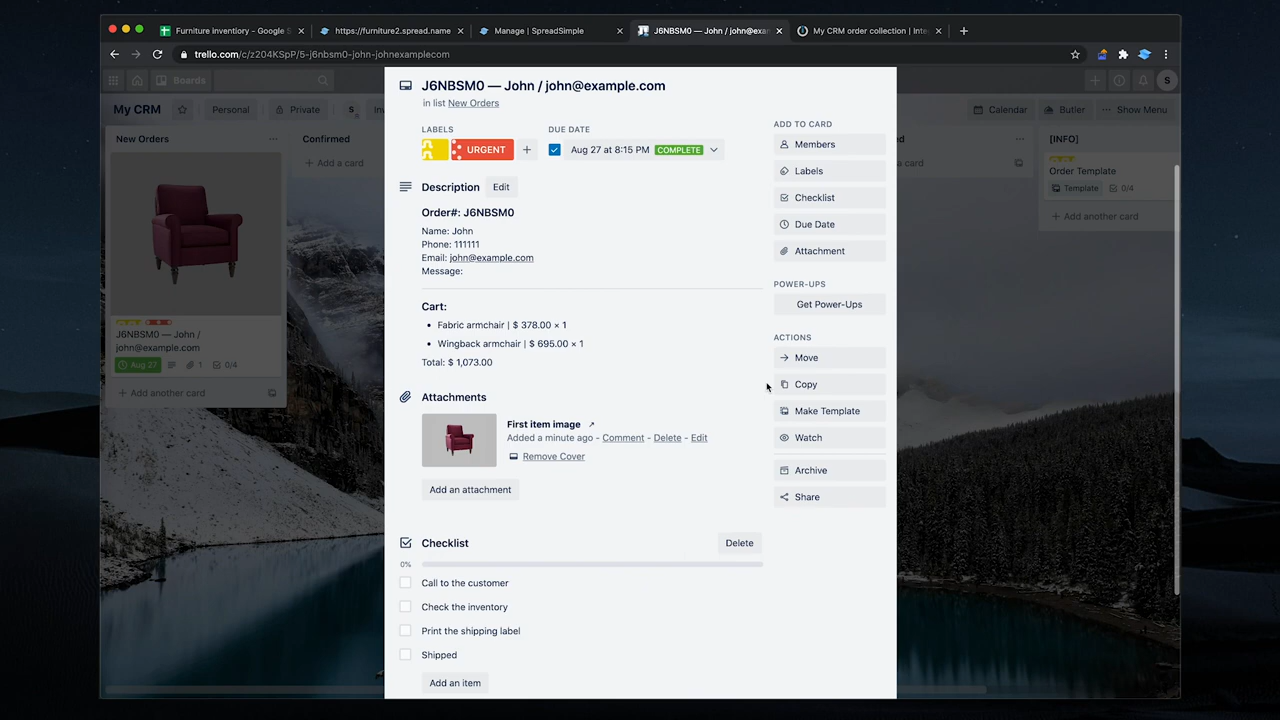 Furniture inventiory - Google S
https://furniture2.spread.name
Manage | SpreadSimple
J6NBSM0 — John / john@exam
My CRM order collection | Inte
trello.com/c/z204KSpP/5-j6nbsm0-john-johnexamplecom
Boards
S
My CRM
Personal
Private
S
Calendar
Butler
Show Menu
New Orders
Confirmed
[INFO]
Add a card
a card
Order Template
Template
0/4
Add another card
J6NBSM0 — John /
john@example.com
Aug 27
1
0/4
Add another card
J6NBSM0 — John / john@example.com
in list New Orders
LABELS
DUE DATE
URGENT
Aug 27 at 8:15 PM COMPLETE
Description
Edit
Order#: J6NBSM0
Name: John
Phone: 111111
Email: john@example.com
Message:
Cart:
Fabric armchair | $ 378.00 × 1
Wingback armchair | $ 695.00 × 1
Total: $ 1,073.00
Attachments
First item image
Added a minute ago - Comment - Delete - Edit
Remove Cover
Add an attachment
Checklist
Delete
0%
Call to the customer
Check the inventory
Print the shipping label
Shipped
Add an item
ADD TO CARD
Members
Labels
Checklist
Due Date
Attachment
POWER-UPS
Get Power-Ups
ACTIONS
Move
Copy
Make Template
Watch
Archive
Share